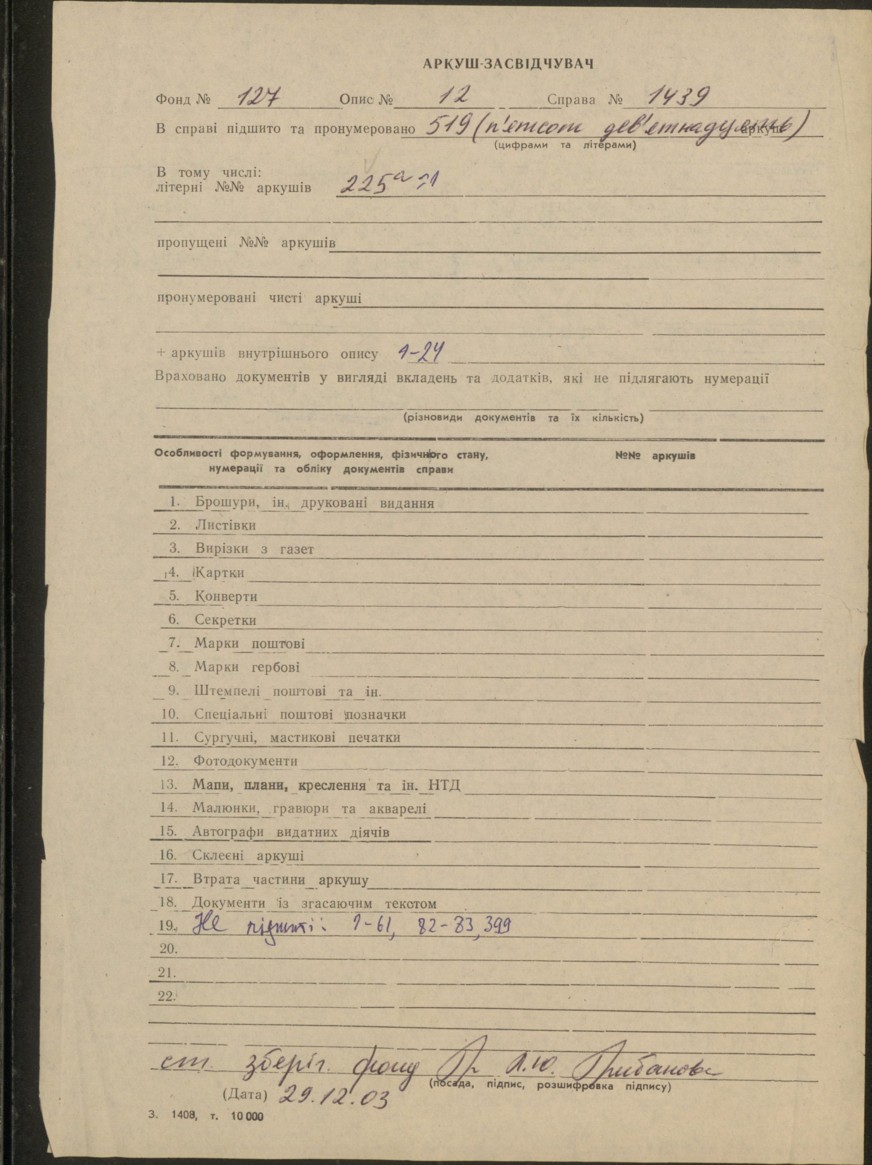 АРКУШ-ЗАСВІДЧУВАЧ
Фонд № 127 Опис № 12 Справа № 1439
В справі підшито та пронумеровано 519 (п'ятсот дев'ятнадцять) аркуш
(цифрами та літерами)
В тому числі:
літерні №№ аркушів 225а
пропущені №№ аркушів
пронумеровані чисті аркуші
+ аркушів внутрішнього опису 1-24
Враховано документів у вигляді вкладень та додатків, які не підлягають нумерації
(різновиди документів та їх кількість)
Особливості формування, оформлення, фізичного стану, №№ аркушів
нумерації та обліку документів справи
1. Брошури, ін. друковані видання
2. Листівки
3. Вирізки з газет
4. Картки
5. Конверти
6. Секретки
7. Марки поштові
8. Марки гербові
9. Штемпелі поштові та ін.
10. Спеціальні поштові позначки
11. Сургучні, мастикові печатки
12. Фотодокументи
13. Мапи, плани, креслення та ін. НТД
14. Малюнки, гравюри та акварелі
15. Автографи видатних діячів
16. Склеєні аркуші
17. Втрата частини аркушу
18. Документи із згасаючим текстом
19. Не підшиті: 1-61, 82-83, 399
20.
21.
22.
ст. зберіг. фонд
(посада, підпис, розшифровка підпису)
(Дата) 29.12.03
З. 1408, т. 10 000